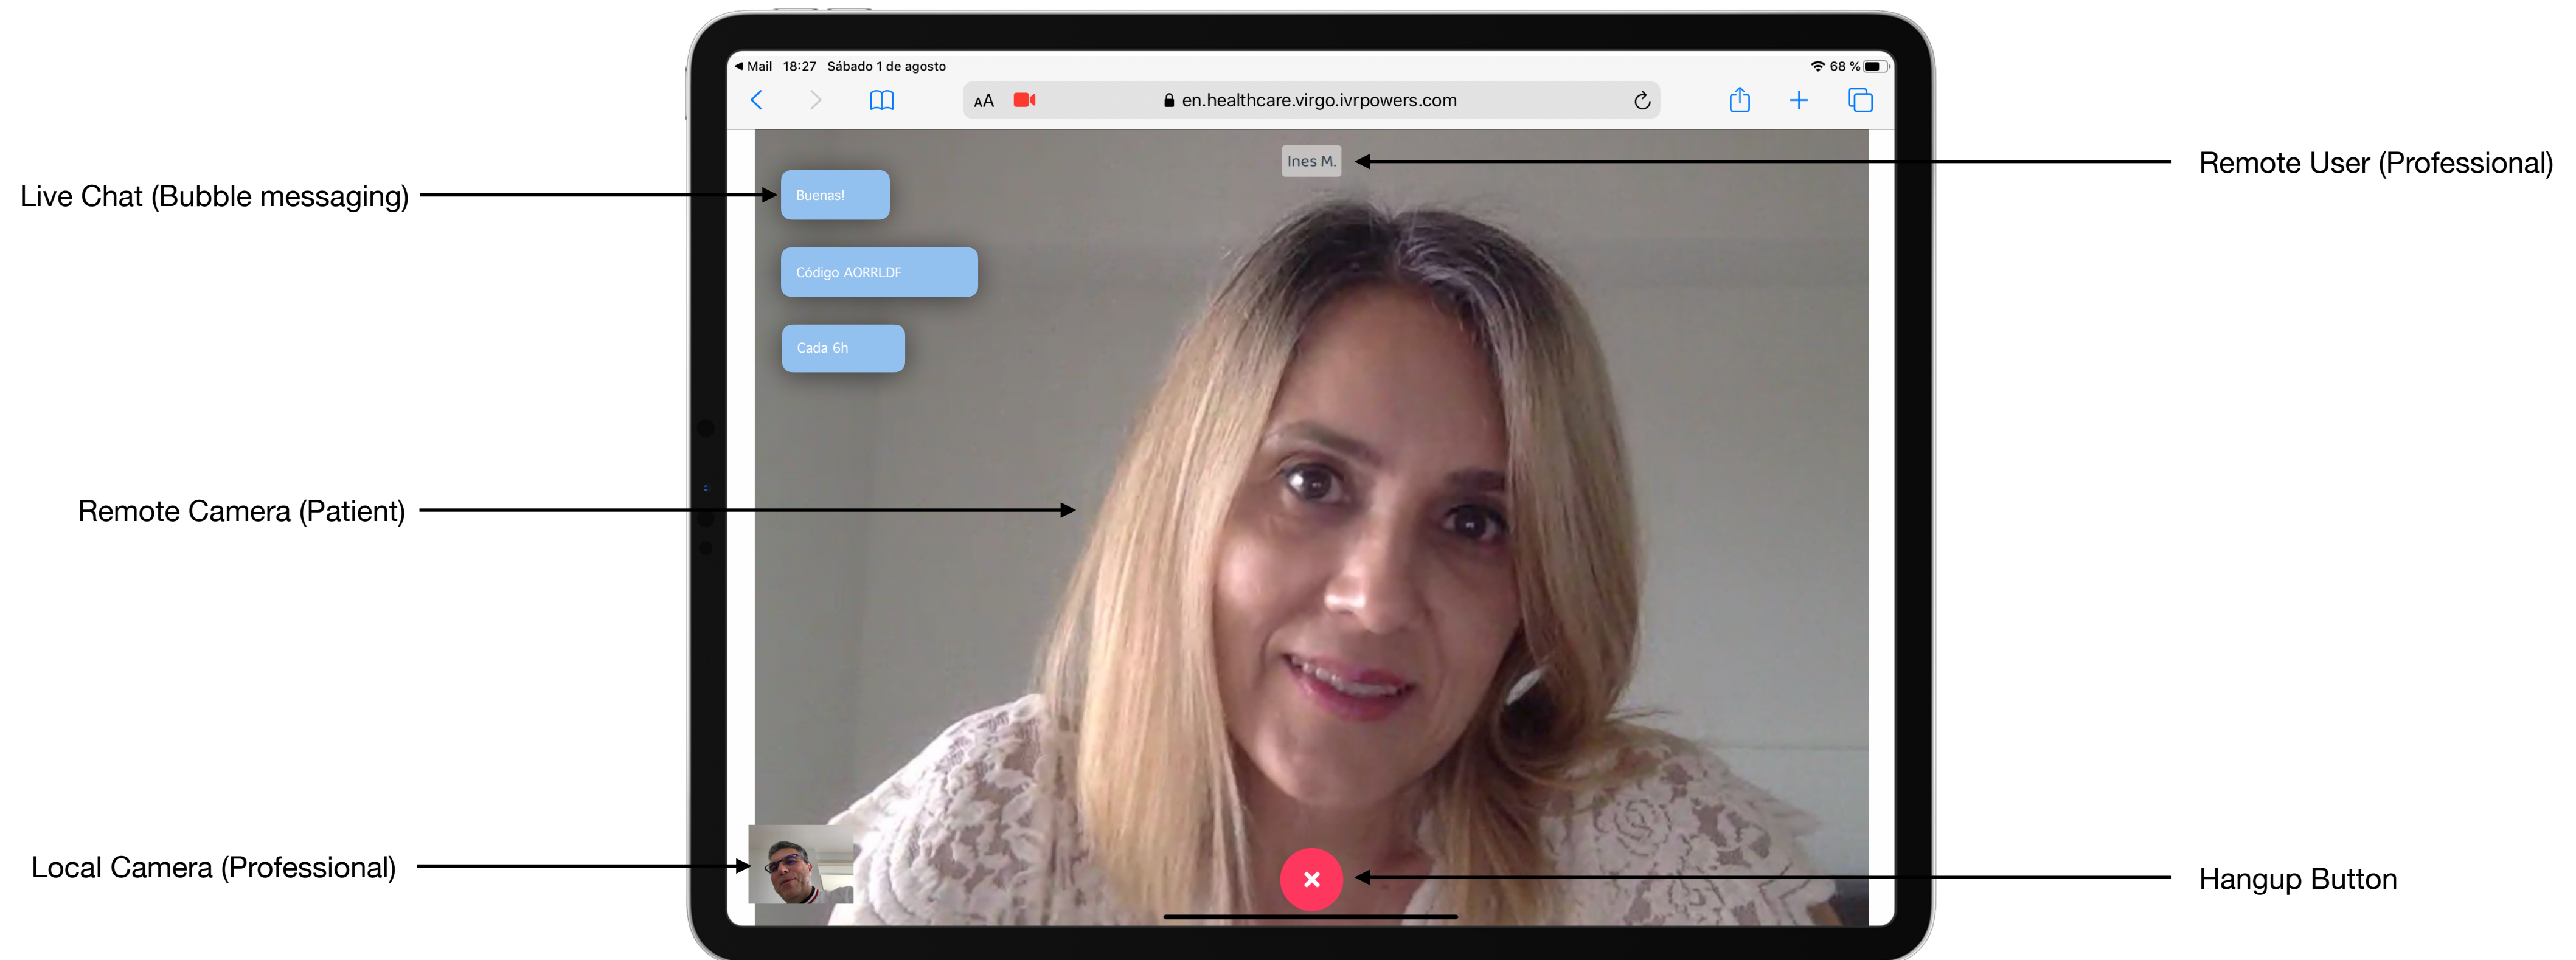 Mail 18:27 Sábado 1 de agosto
68 %
AA
en.healthcare.virgo.ivrpowers.com
Ines M.
Remote User (Professional)
Live Chat (Bubble messaging)
Buenas!
Código AORRLDF
Cada 6h
Remote Camera (Patient)
Local Camera (Professional)
Hangup Button